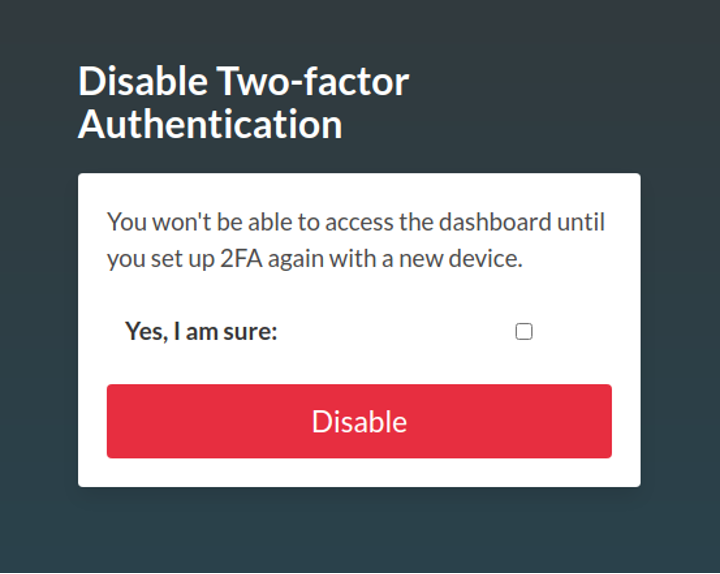 Disable Two-factor
Authentication
You won't be able to access the dashboard until
you set up 2FA again with a new device.
Yes, I am sure:
Disable